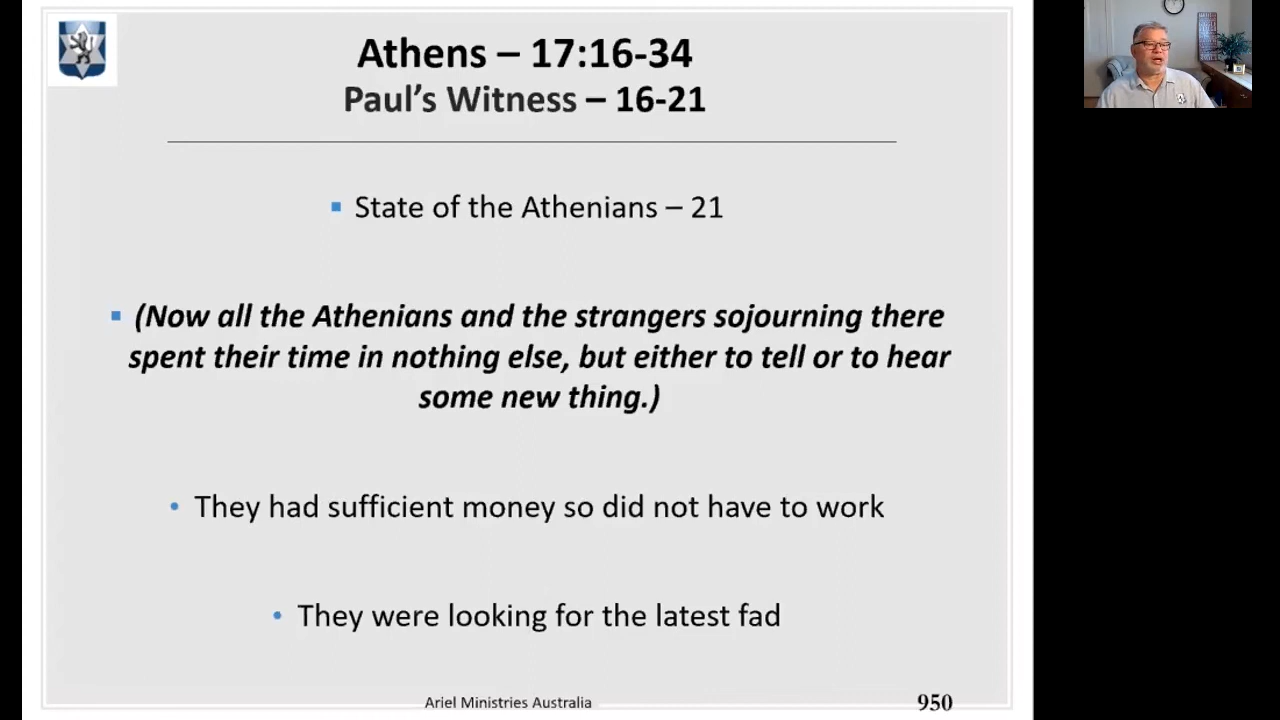 Athens – 17:16-34
Paul's Witness – 16-21
▪ State of the Athenians – 21
▪ (Now all the Athenians and the strangers sojourning there
spent their time in nothing else, but either to tell or to hear
some new thing.)
• They had sufficient money so did not have to work
• They were looking for the latest fad
Ariel Ministries Australia
950